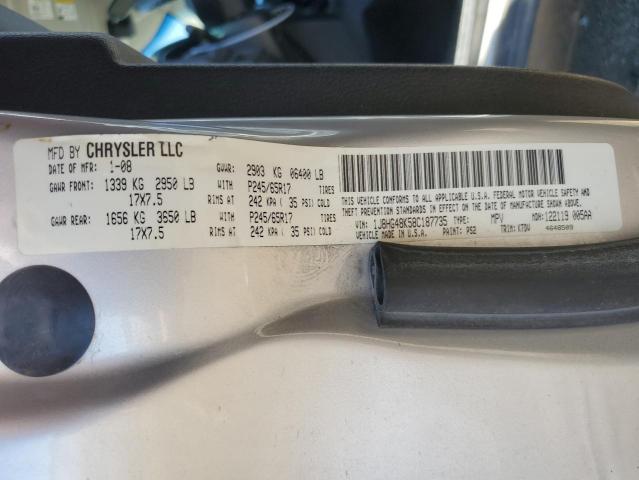 MFD BY CHRYSLER LLC
DATE OF MFR: 1-08 GVWR: 2903 KG 06400 LB
GAWR FRONT: 1339 KG 2950 LB WITH P245/65R17 TIRES
17X7.5 RIMS AT 242 KPA ( 35 PSI) COLD
GAWR REAR: 1656 KG 3650 LB WITH P245/65R17 TIRES
17X7.5 RIMS AT 242 KPA ( 35 PSI) COLD
THIS VEHICLE CONFORMS TO ALL APPLICABLE U.S.A. FEDERAL MOTOR VEHICLE SAFETY AND
THEFT PREVENTION STANDARDS IN EFFECT ON THE DATE OF MANUFACTURE SHOWN ABOVE.
VIN: 1J8HG48K58C187735 TYPE: MPV MDH: 122119 005AA
VEHICLE MADE IN U.S.A. PAINT: PS2 TRIM: K7DV 4648509